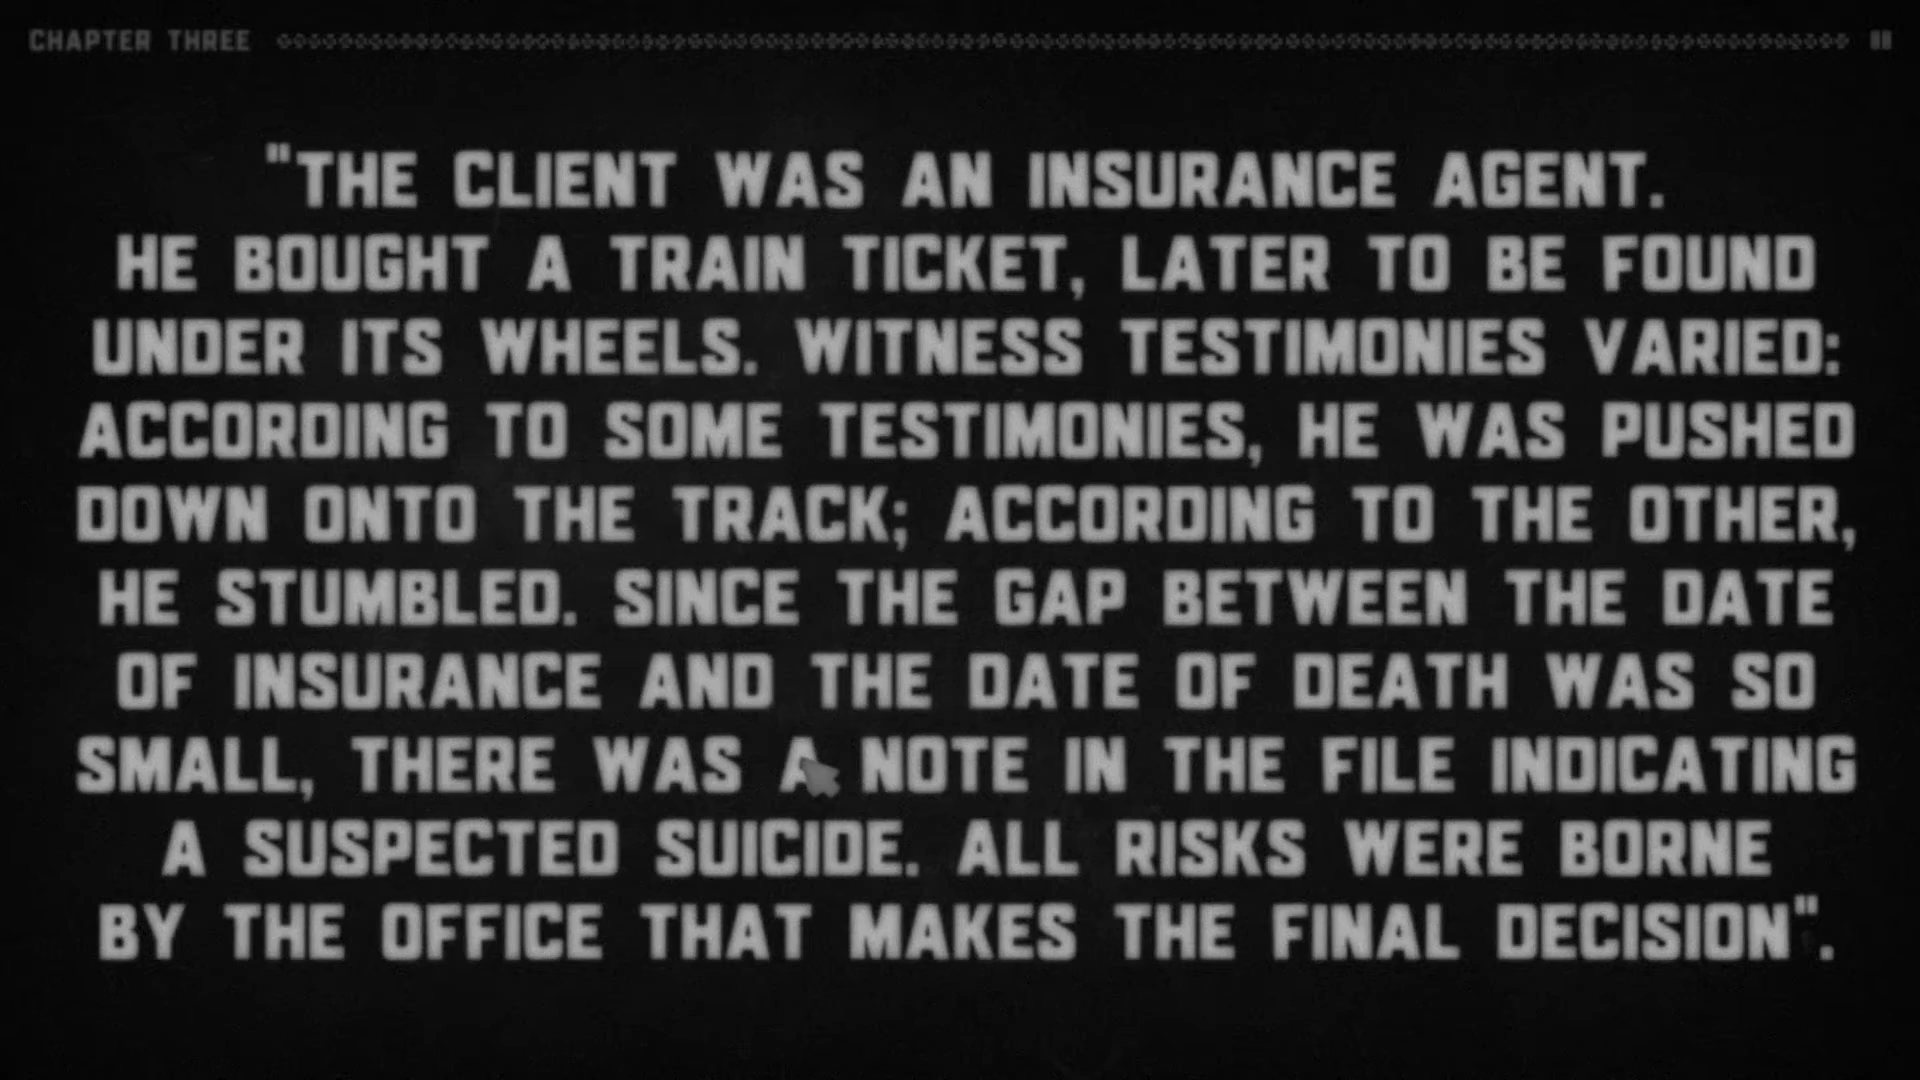 CHAPTER THREE
"THE CLIENT WAS AN INSURANCE AGENT.
HE BOUGHT A TRAIN TICKET, LATER TO BE FOUND
UNDER ITS WHEELS. WITNESS TESTIMONIES VARIED:
ACCORDING TO SOME TESTIMONIES, HE WAS PUSHED
DOWN ONTO THE TRACK; ACCORDING TO THE OTHER,
HE STUMBLED. SINCE THE GAP BETWEEN THE DATE
OF INSURANCE AND THE DATE OF DEATH WAS SO
SMALL, THERE WAS A NOTE IN THE FILE INDICATING
A SUSPECTED SUICIDE. ALL RISKS WERE BORNE
BY THE OFFICE THAT MAKES THE FINAL DECISION".